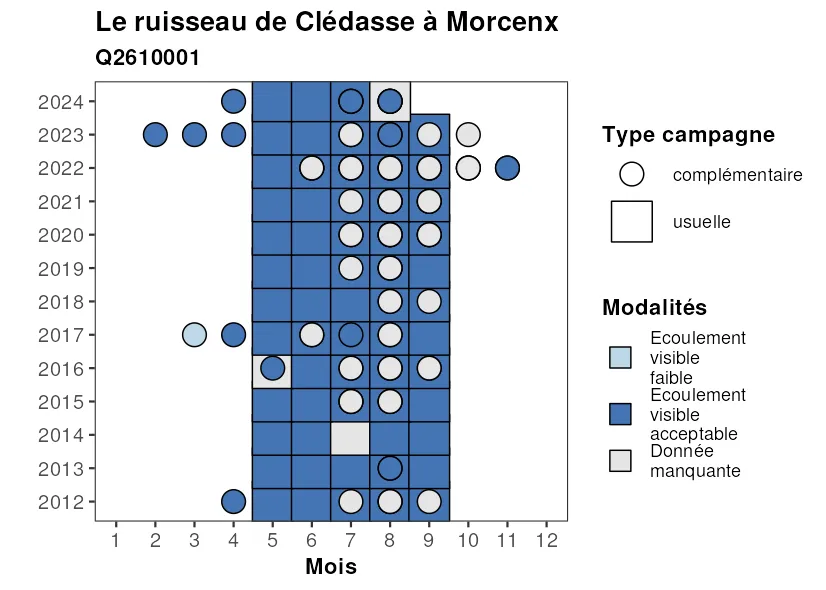 Le ruisseau de Clédasse à Morcenx
Q2610001
2024
2023
2022
2021
2020
2019
2018
2017
2016
2015
2014
2013
2012
1 2 3 4 5 6 7 8 9 10 11 12
Mois
Type campagne
complémentaire
usuelle
Modalités
Ecoulement
visible
faible
Ecoulement
visible
acceptable
Donnée
manquante